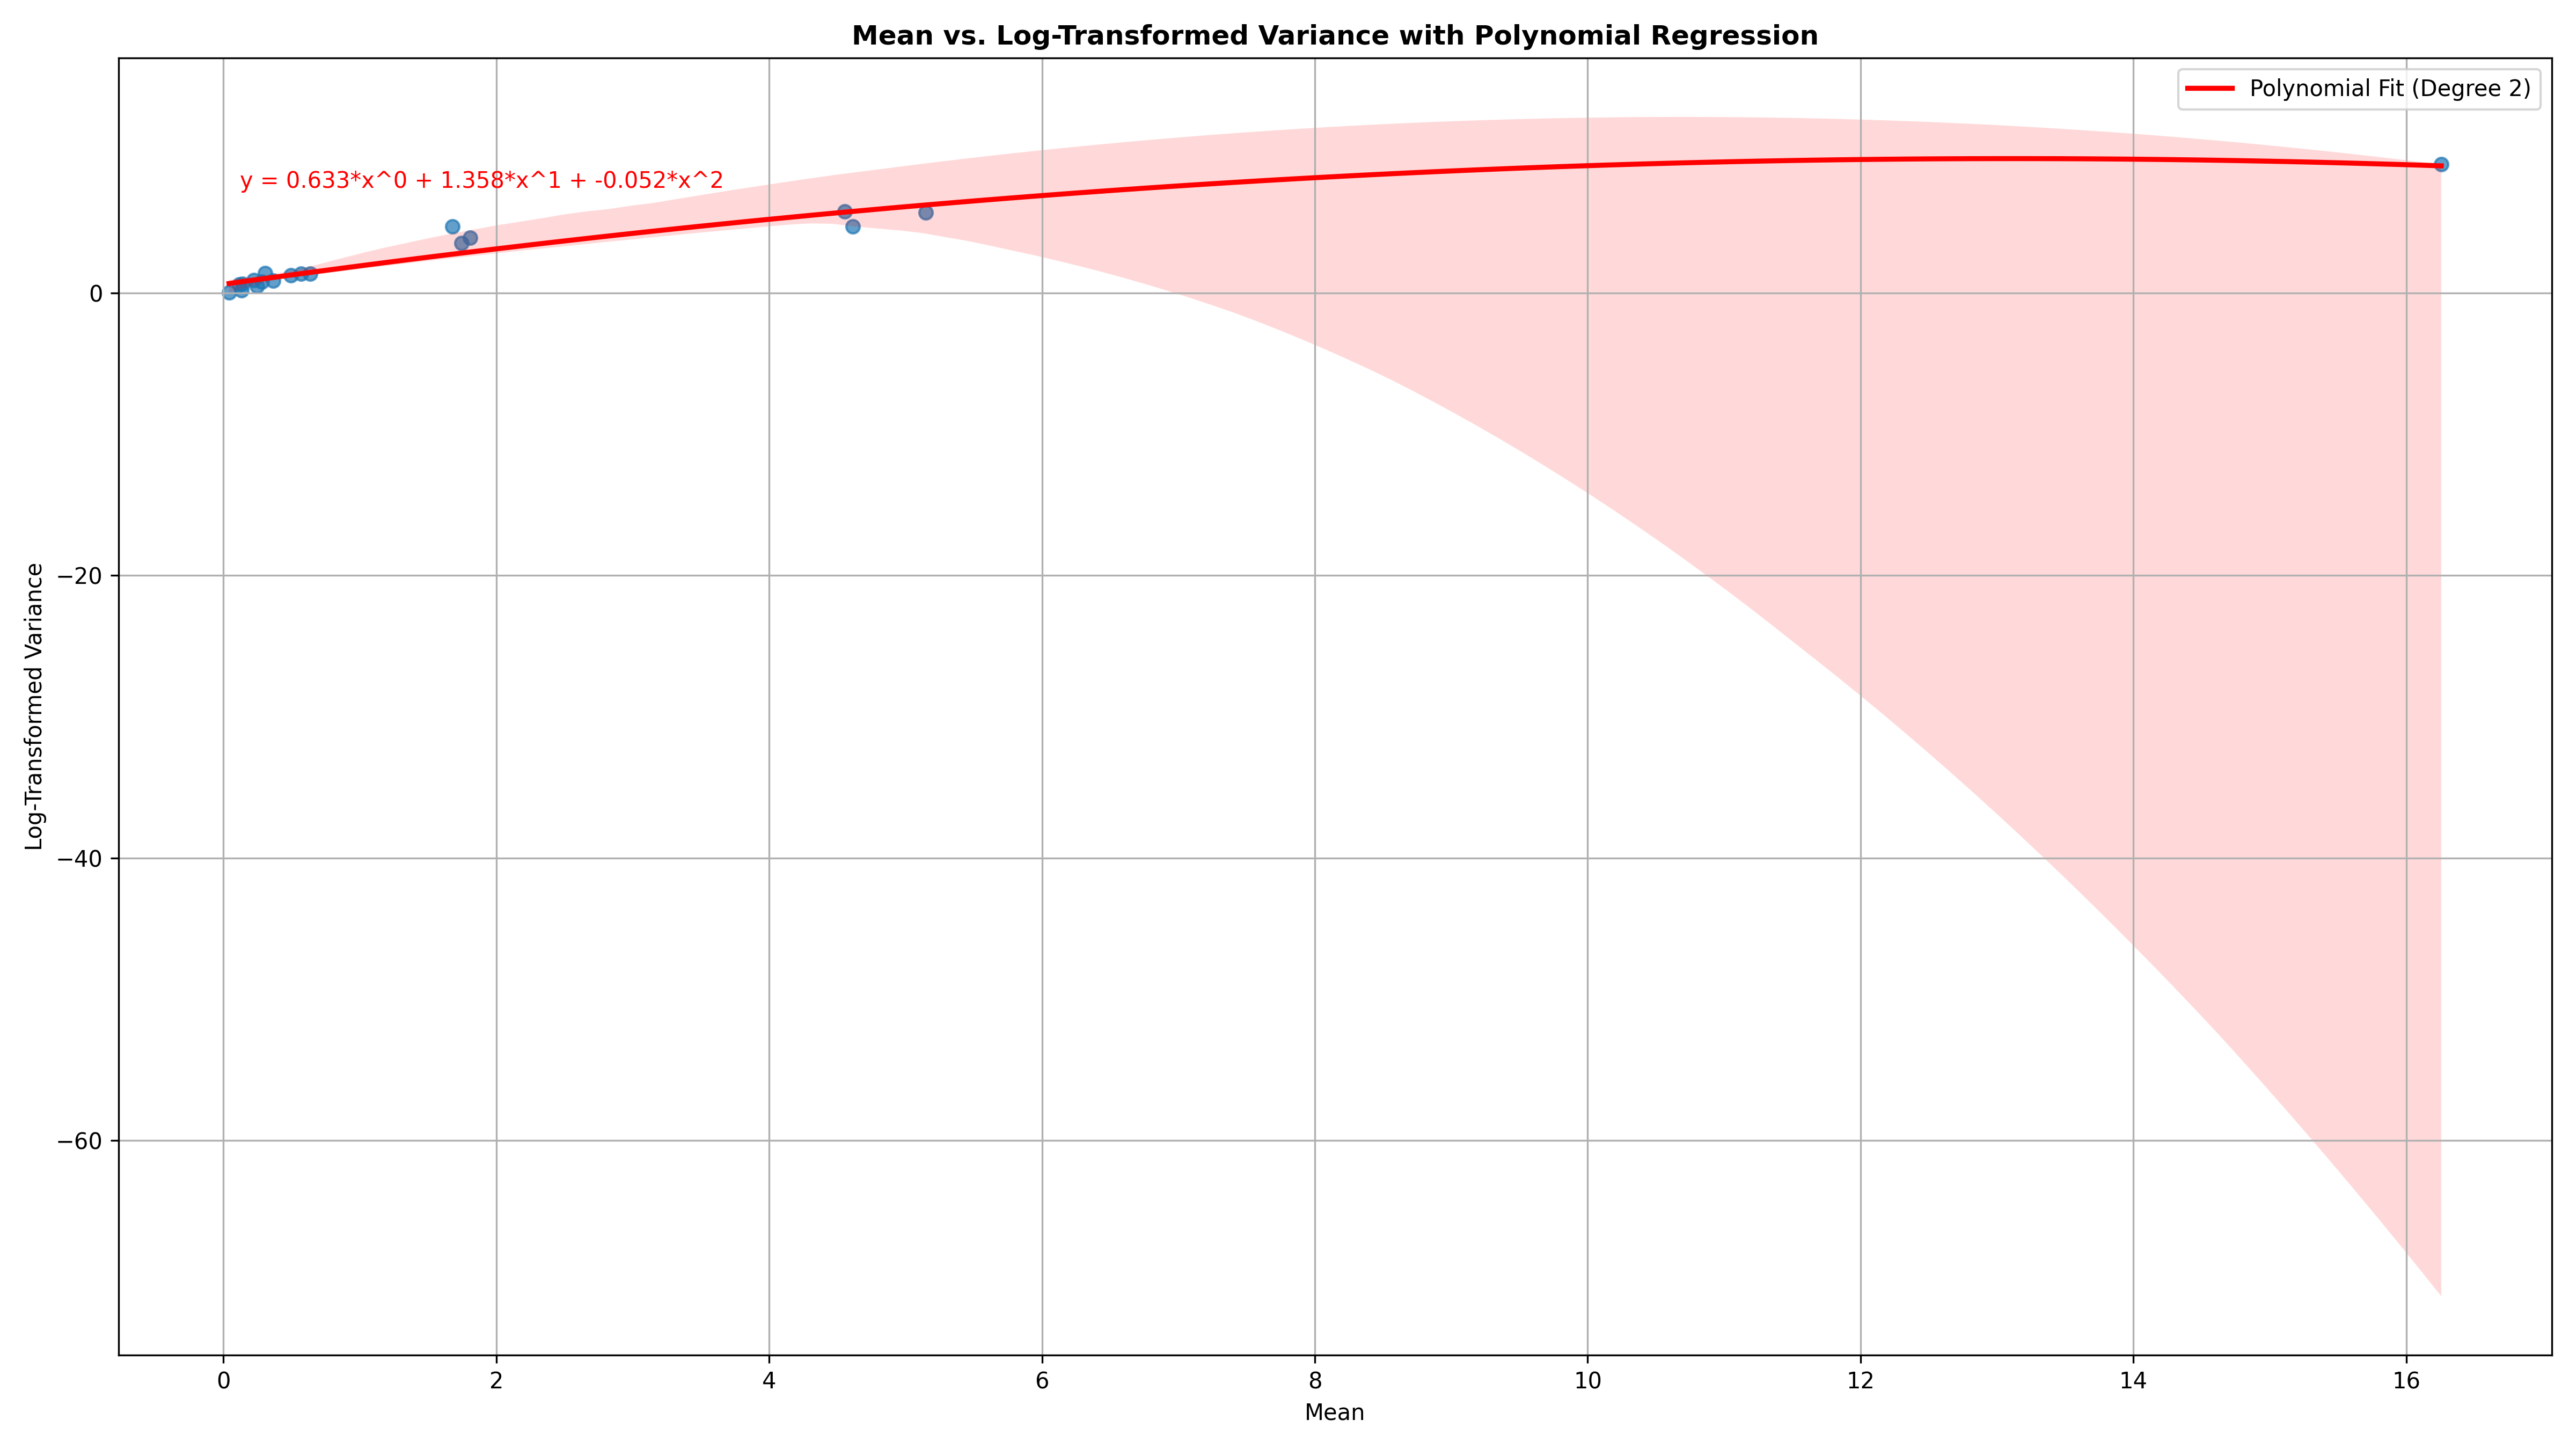 Mean vs. Log-Transformed Variance with Polynomial Regression
Polynomial Fit (Degree 2)
y = 0.633*x^0 + 1.358*x^1 + -0.052*x^2
Log-Transformed Variance
0
−20
−40
−60
0 2 4 6 8 10 12 14 16
Mean